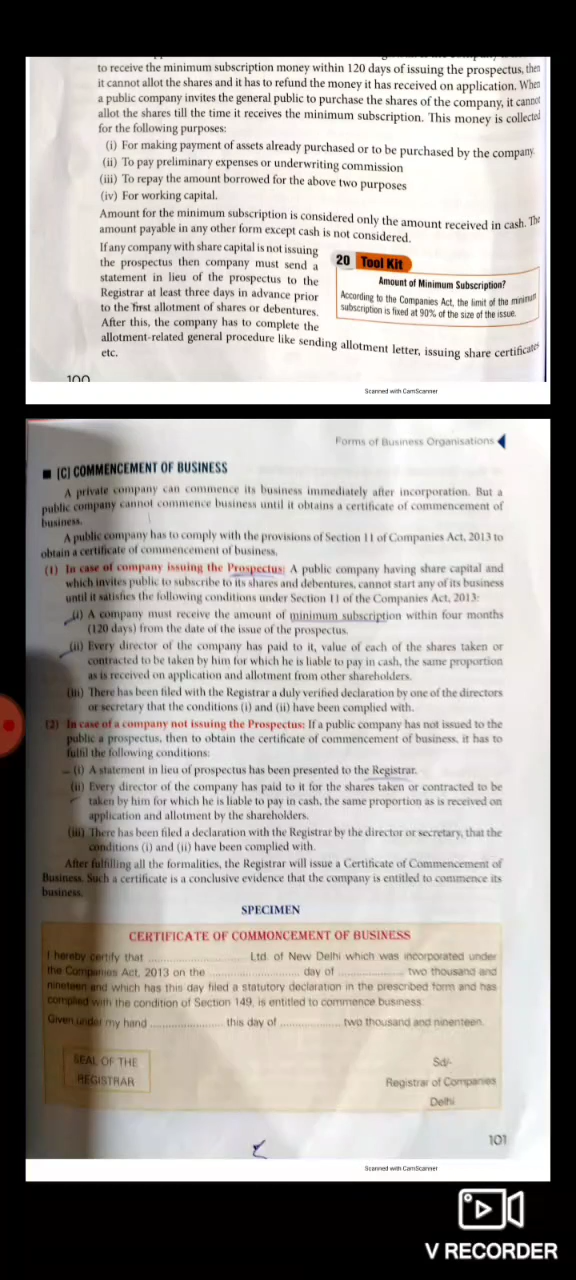 to receive the minimum subscription money within 120 days of issuing the prospectus, then
it cannot allot the shares and it has to refund the money it has received on application. When
a public company invites the general public to purchase the shares of the company, it cannot
allot the shares till the time it receives the minimum subscription. This money is collected
for the following purposes:
(i) For making payment of assets already purchased or to be purchased by the company.
(ii) To pay preliminary expenses or underwriting commission
(iii) To repay the amount borrowed for the above two purposes
(iv) For working capital.
Amount for the minimum subscription is considered only the amount received in cash. The
amount payable in any other form except cash is not considered.
If any company with share capital is not issuing
the prospectus then company must send a
statement in lieu of the prospectus to the
Registrar at least three days in advance prior
to the first allotment of shares or debentures.
After this, the company has to complete the
allotment-related general procedure like sending allotment letter, issuing share certificates
etc.
20 Tool Kit
Amount of Minimum Subscription?
According to the Companies Act, the limit of the minimum
subscription is fixed at 90% of the size of the issue.
100
Scanned with CamScanner
Forms of Business Organisations
[C] COMMENCEMENT OF BUSINESS
A private company can commence its business immediately after incorporation. But a
public company cannot commence business until it obtains a certificate of commencement of
business.
A public company has to comply with the provisions of Section 11 of Companies Act, 2013 to
obtain a certificate of commencement of business.
(1) In case of company issuing the Prospectus: A public company having share capital and
which invites public to subscribe to its shares and debentures, cannot start any of its business
until it satisfies the following conditions under Section 11 of the Companies Act, 2013:
(i) A company must receive the amount of minimum subscription within four months
(120 days) from the date of the issue of the prospectus.
(ii) Every director of the company has paid to it, value of each of the shares taken or
contracted to be taken by him for which he is liable to pay in cash, the same proportion
as is received on application and allotment from other shareholders.
(iii) There has been filed with the Registrar a duly verified declaration by one of the directors
or secretary that the conditions (i) and (ii) have been complied with.
(2) In case of a company not issuing the Prospectus: If a public company has not issued to the
public a prospectus, then to obtain the certificate of commencement of business, it has to
fulfil the following conditions:
(i) A statement in lieu of prospectus has been presented to the Registrar.
(ii) Every director of the company has paid to it for the shares taken or contracted to be
taken by him for which he is liable to pay in cash, the same proportion as is received on
application and allotment by the shareholders.
(iii) There has been filed a declaration with the Registrar by the director or secretary, that the
conditions (i) and (ii) have been complied with.
After fulfilling all the formalities, the Registrar will issue a Certificate of Commencement of
Business. Such a certificate is a conclusive evidence that the company is entitled to commence its
business.
SPECIMEN
CERTIFICATE OF COMMONCEMENT OF BUSINESS
I hereby certify that ..................... Ltd. of New Delhi which was incorporated under
the Companies Act, 2013 on the ........................ day of ................. two thousand and
nineteen and which has this day filed a statutory declaration in the prescribed form and has
complied with the condition of Section 149, is entitled to commence business.
Given under my hand ................... this day of ................ two thousand and ninenteen.
SEAL OF THE
REGISTRAR
Sd/-
Registrar of Companies
Delhi
101
Scanned with CamScanner
V RECORDER